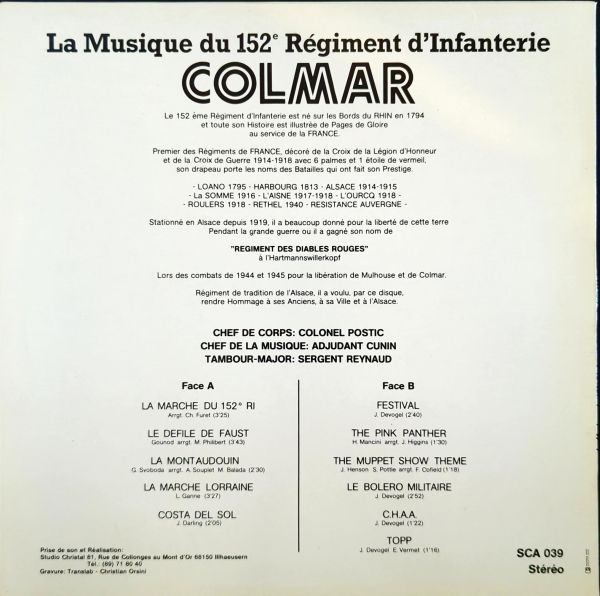 La Musique du 152e Régiment d'Infanterie
COLMAR
Le 152 ème Régiment d'Infanterie est né sur les Bords du RHIN en 1794
et toute son Histoire est illustrée de Pages de Gloire
au service de la FRANCE.
Premier des Régiments de FRANCE, décoré de la Croix de la Légion d'Honneur
et de la Croix de Guerre 1914-1918 avec 6 palmes et 1 étoile de vermeil,
son drapeau porte les noms des Batailles qui ont fait son Prestige.
- LOANO 1795 - HARBOURG 1813 - ALSACE 1914-1915
- La SOMME 1916 - L'AISNE 1917-1918 - L'OURCQ 1918 -
- ROULERS 1918 - RETHEL 1940 - RESISTANCE AUVERGNE -
Stationné en Alsace depuis 1919, il a beaucoup donné pour la liberté de cette terre
Pendant la grande guerre ou il a gagné son nom de
"REGIMENT DES DIABLES ROUGES"
à l'Hartmannswillerkopf
Lors des combats de 1944 et 1945 pour la libération de Mulhouse et de Colmar.
Régiment de tradition de l'Alsace, il a voulu, par ce disque,
rendre Hommage à ses Anciens, à sa Ville et à l'Alsace.
CHEF DE CORPS: COLONEL POSTIC
CHEF DE LA MUSIQUE: ADJUDANT CUNIN
TAMBOUR-MAJOR: SERGENT REYNAUD
Face A
LA MARCHE DU 152° RI
Arrgt. Ch. Furet (3'25)
LE DEFILE DE FAUST
Gounod arrgt. M. Philibert (3'43)
LA MONTAUDOUIN
G. Svoboda arrgt. A. Souplet M. Balada (2'30)
LA MARCHE LORRAINE
L. Ganne (3'27)
COSTA DEL SOL
J. Darling (2'05)
Face B
FESTIVAL
J. Devogel (2'40)
THE PINK PANTHER
H. Mancini arrgt. J. Higgins (1'30)
THE MUPPET SHOW THEME
J. Henson S. Pottle arrgt. F. Cofield (1'18)
LE BOLERO MILITAIRE
J. Devogel (2'52)
C.H.A.A.
J. Devogel (1'22)
TOPP
J. Devogel E. Vermet (1'16)
Prise de son et Réalisation:
Studio Christal 81, Rue de Collonges au Mont d'Or 68150 Illhaeusern
Tél.: (89) 71 60 40
Gravure: Translab - Christian Orsini
SCA 039
Stéréo